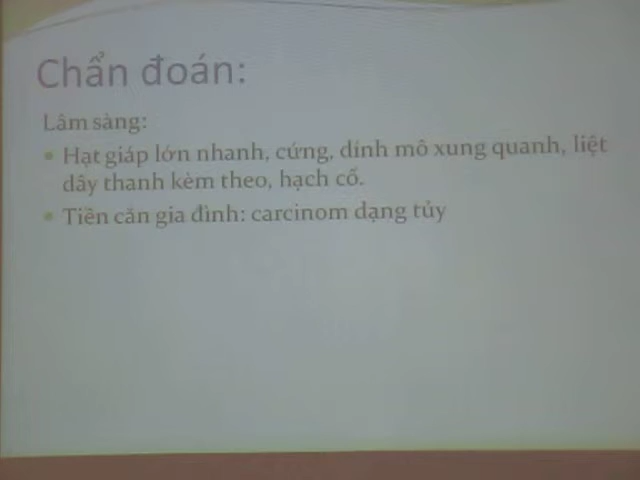 Chẩn đoán:
Lâm sàng:
Hạt giáp lớn nhanh, cứng, dính mô xung quanh, liệt
dây thanh kèm theo, hạch cổ.
Tiền căn gia đình: carcinom dạng tủy